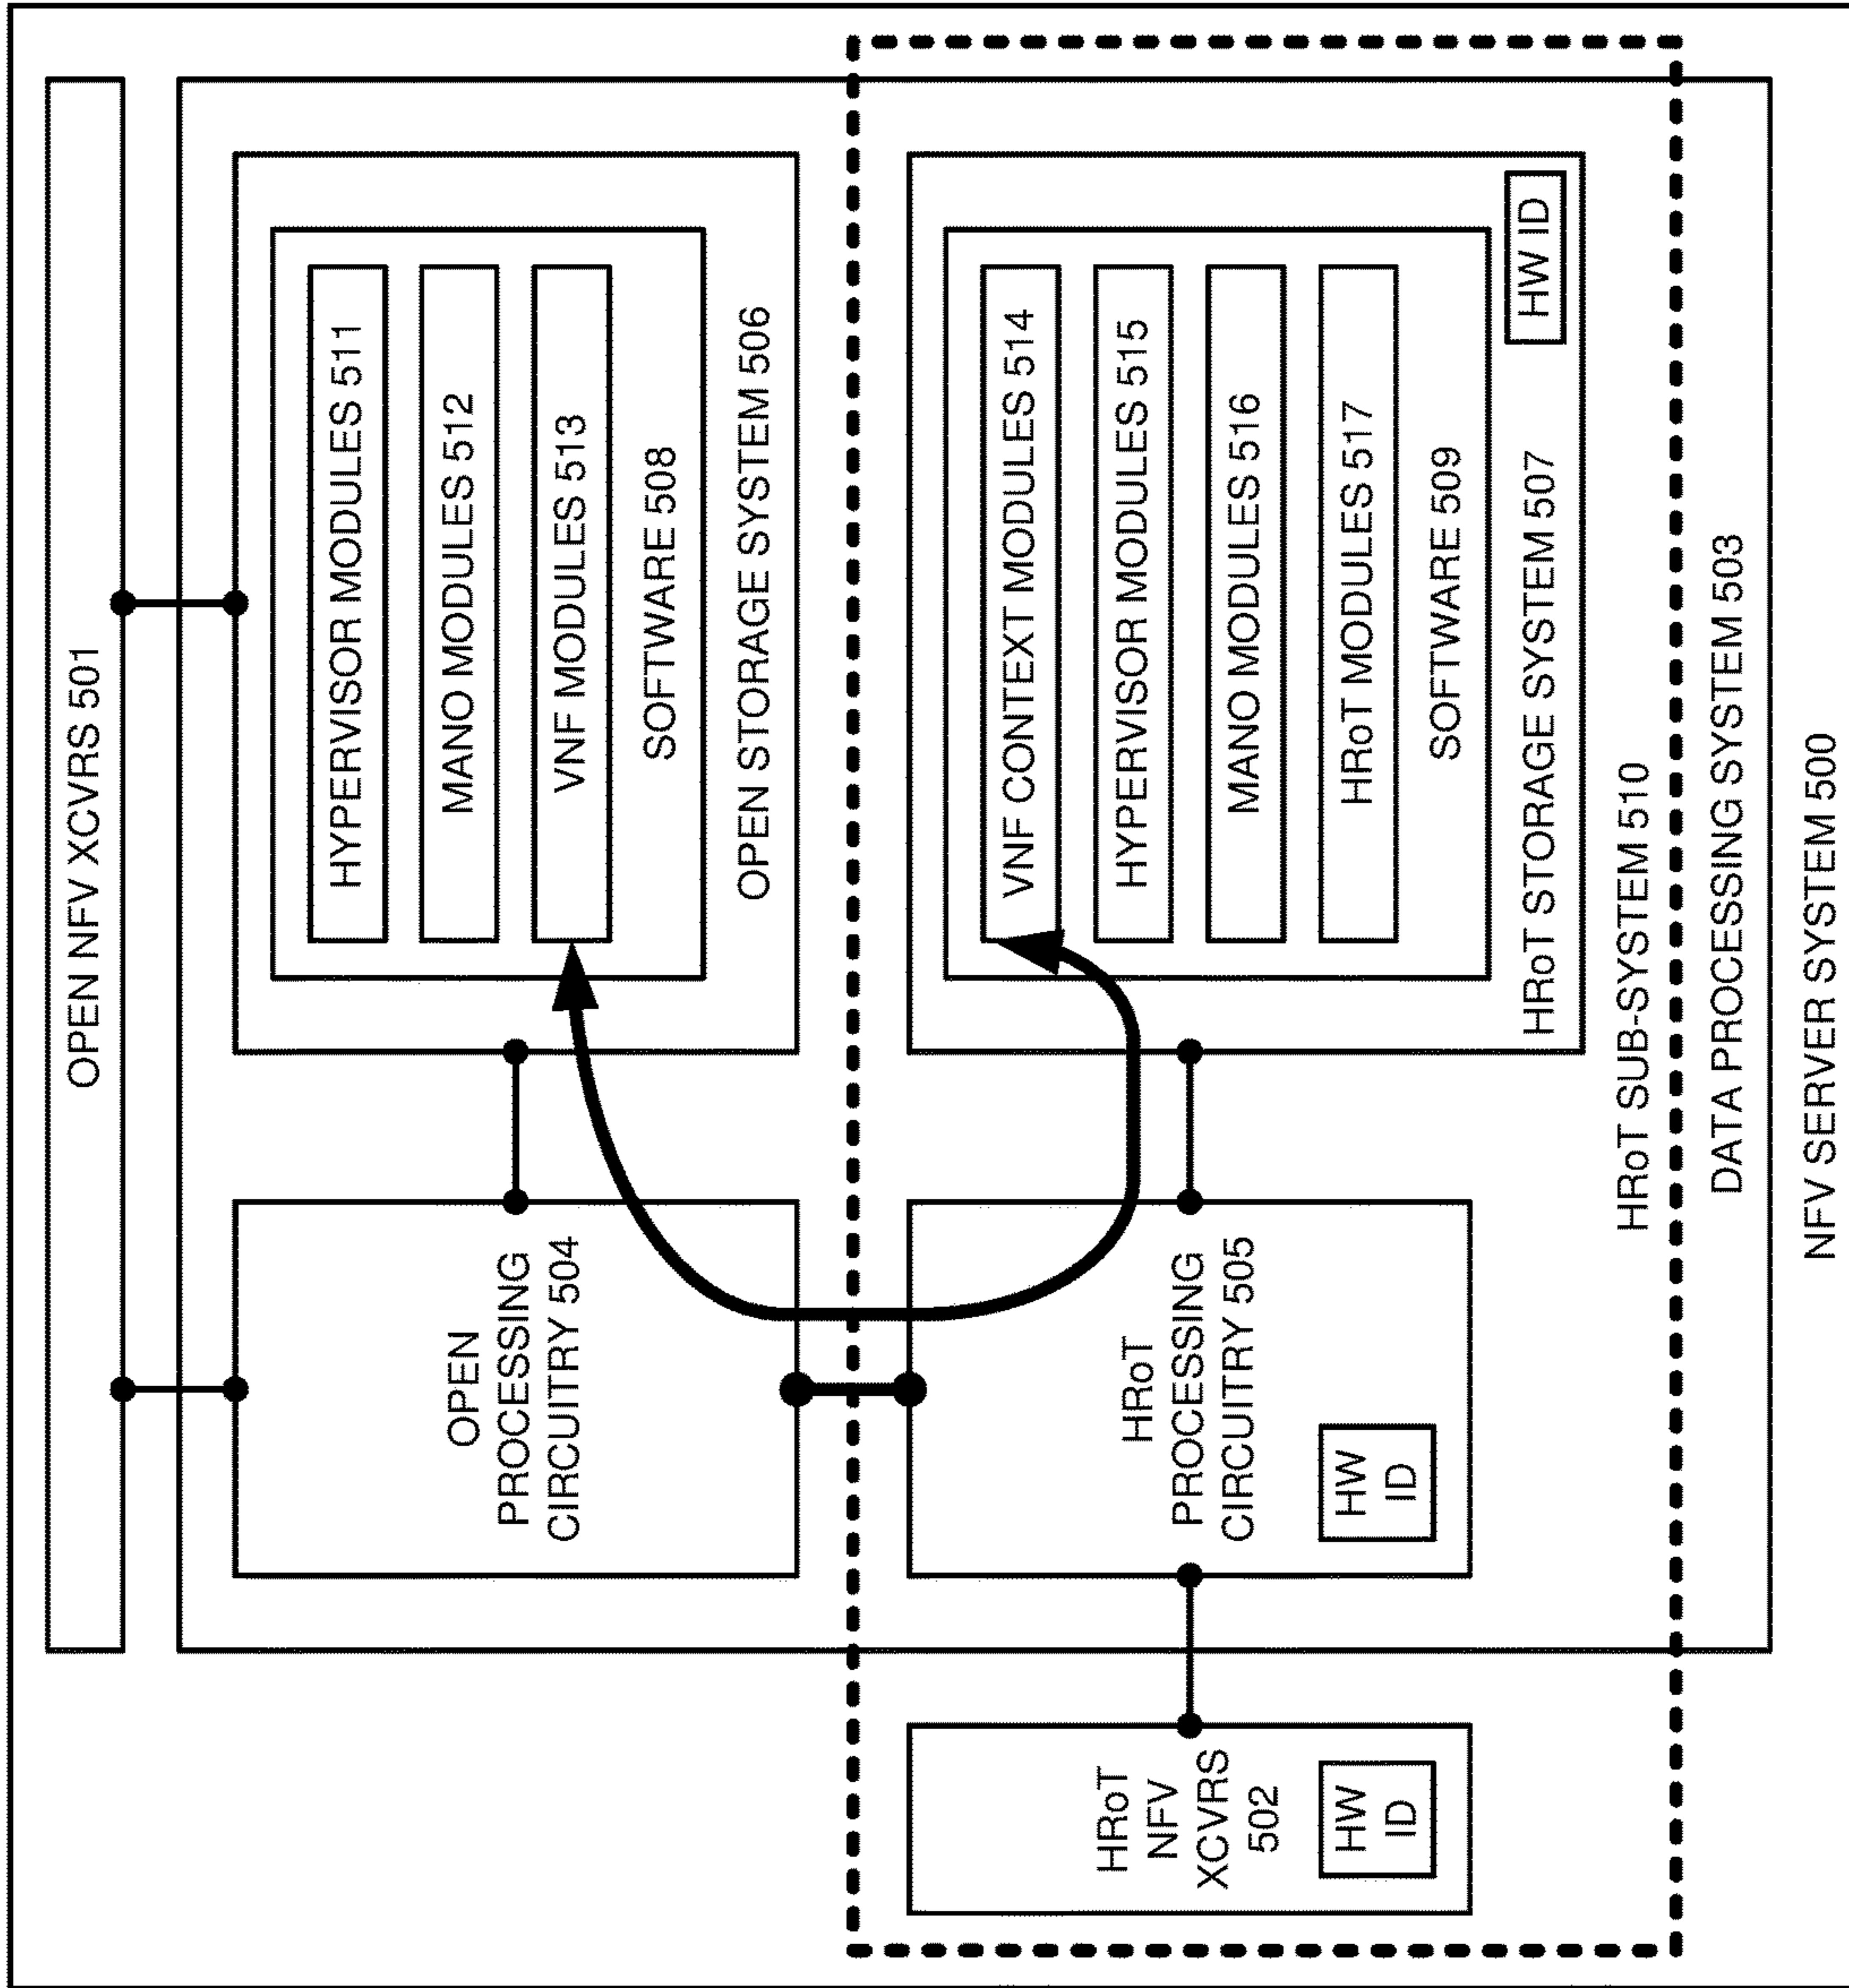 OPEN NFV XCVRS 501
OPEN
PROCESSING
CIRCUITRY 504
HYPERVISOR MODULES 511
MANO MODULES 512
VNF MODULES 513
SOFTWARE 508
OPEN STORAGE SYSTEM 506
HRoT
NFV
XCVRS
502
HW
ID
HRoT
PROCESSING
CIRCUITRY 505
HW
ID
VNF CONTEXT MODULES 514
HYPERVISOR MODULES 515
MANO MODULES 516
HRoT MODULES 517
SOFTWARE 509
HRoT STORAGE SYSTEM 507
HW ID
HRoT SUB-SYSTEM 510
DATA PROCESSING SYSTEM 503
NFV SERVER SYSTEM 500